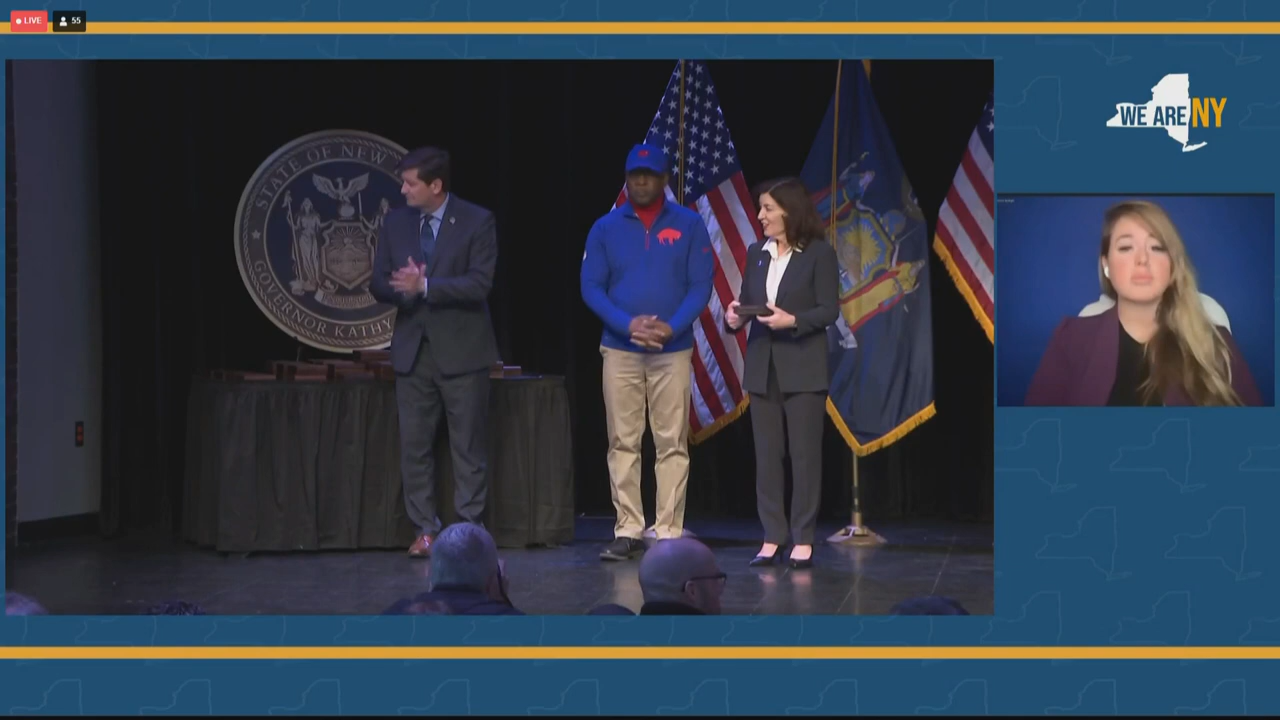 LIVE
55
WE ARE NY
STATE OF NEW
GOVERNOR KATHY